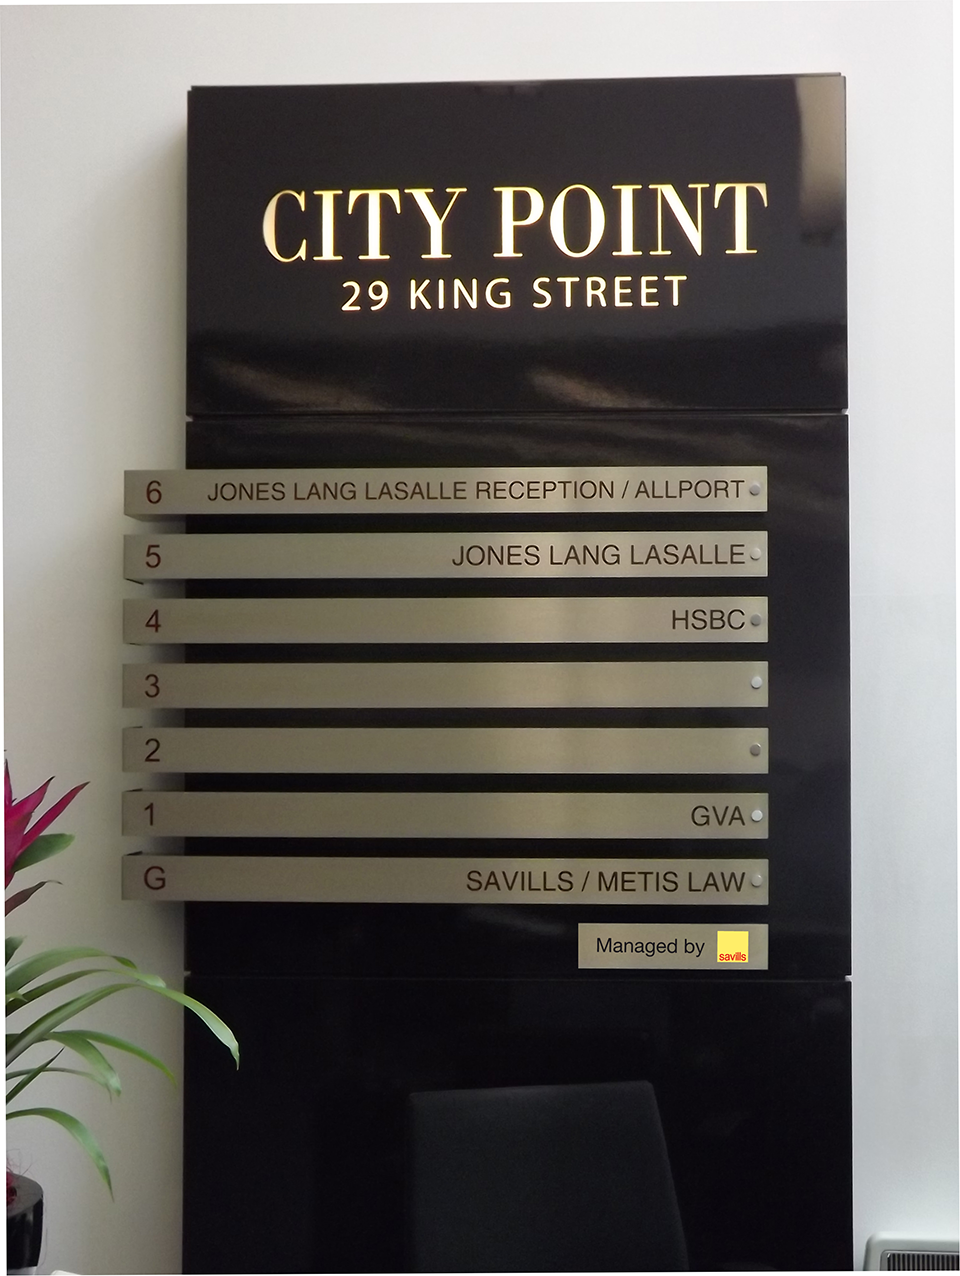 CITY POINT
29 KING STREET
6 JONES LANG LASALLE RECEPTION / ALLPORT
5 JONES LANG LASALLE
4 HSBC
3
2
1 GVA
G SAVILLS / METIS LAW
Managed by savills